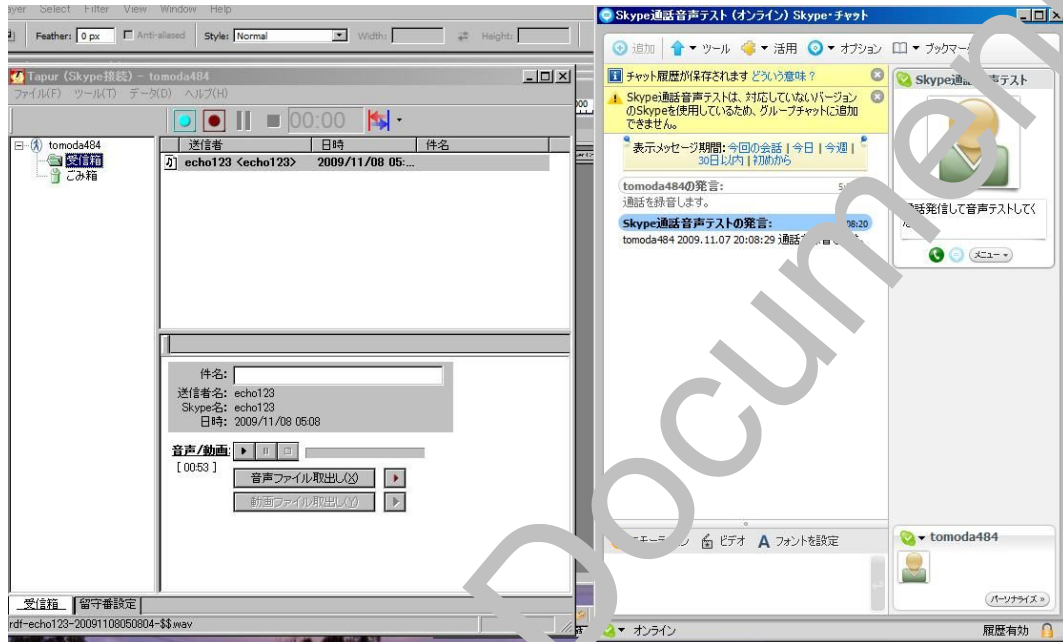 ayer Select Filter View Window Help
Feather: 0 px Anti-aliased Style: Normal Width: Height:
Tapur (Skype接続) - tomoda484
ファイル(F) ツール(T) データ(D) ヘルプ(H)
00:00
tomoda484
受信箱
ごみ箱
送信者 日時 件名
echo123 <echo123> 2009/11/08 05:...
件名:
送信者名: echo123
Skype名: echo123
日時: 2009/11/08 05:08
音声/動画:
[00:53]
音声ファイル取出し(X)
動画ファイル取出し(Y)
受信箱 留守番設定
rdf-echo123-20091108050804-$$.wav
Skype通話音声テスト (オンライン) Skype・チャット
追加 ツール 活用 オプション ブックマーク
チャット履歴が保存されます どういう意味?
Skype通話音声テストは、対応していないバージョン
のSkypeを使用しているため、グループチャットに追加
できません。
表示メッセージ期間: 今回の会話 | 今日 | 今週 |
30日以内 | 初めから
tomoda484の発言:
通話を録音します。
Skype通話音声テストの発言: 08:20
tomoda484 2009.11.07 20:08:29 通話
Skype通 テスト
話発信して音声テストしてく
メニュー
ビデオ フォントを設定
tomoda484
パーソナライズ »
オンライン 履歴有効
Document